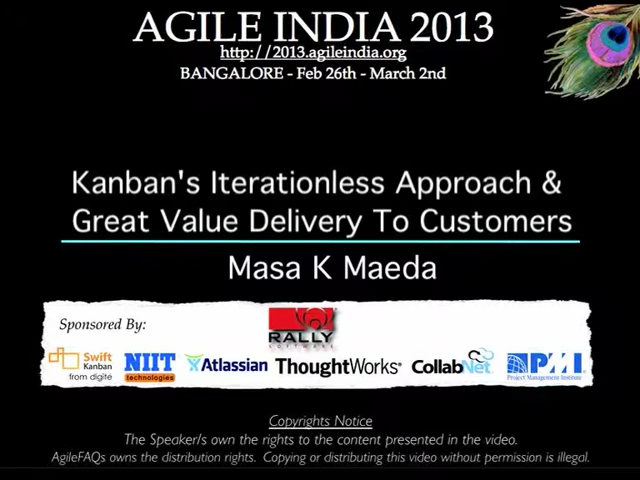 AGILE INDIA 2013
http://2013.agileindia.org
BANGALORE - Feb 26th - March 2nd
Kanban's Iterationless Approach &
Great Value Delivery To Customers
Masa K Maeda
Sponsored By:
RALLY
SOFTWARE
Swift
Kanban
from digité
NIIT
technologies
Atlassian
ThoughtWorks®
CollabNet
PMI
Project Management Institute
Copyrights Notice
The Speaker/s own the rights to the content presented in the video.
AgileFAQs owns the distribution rights. Copying or distributing this video without permission is illegal.